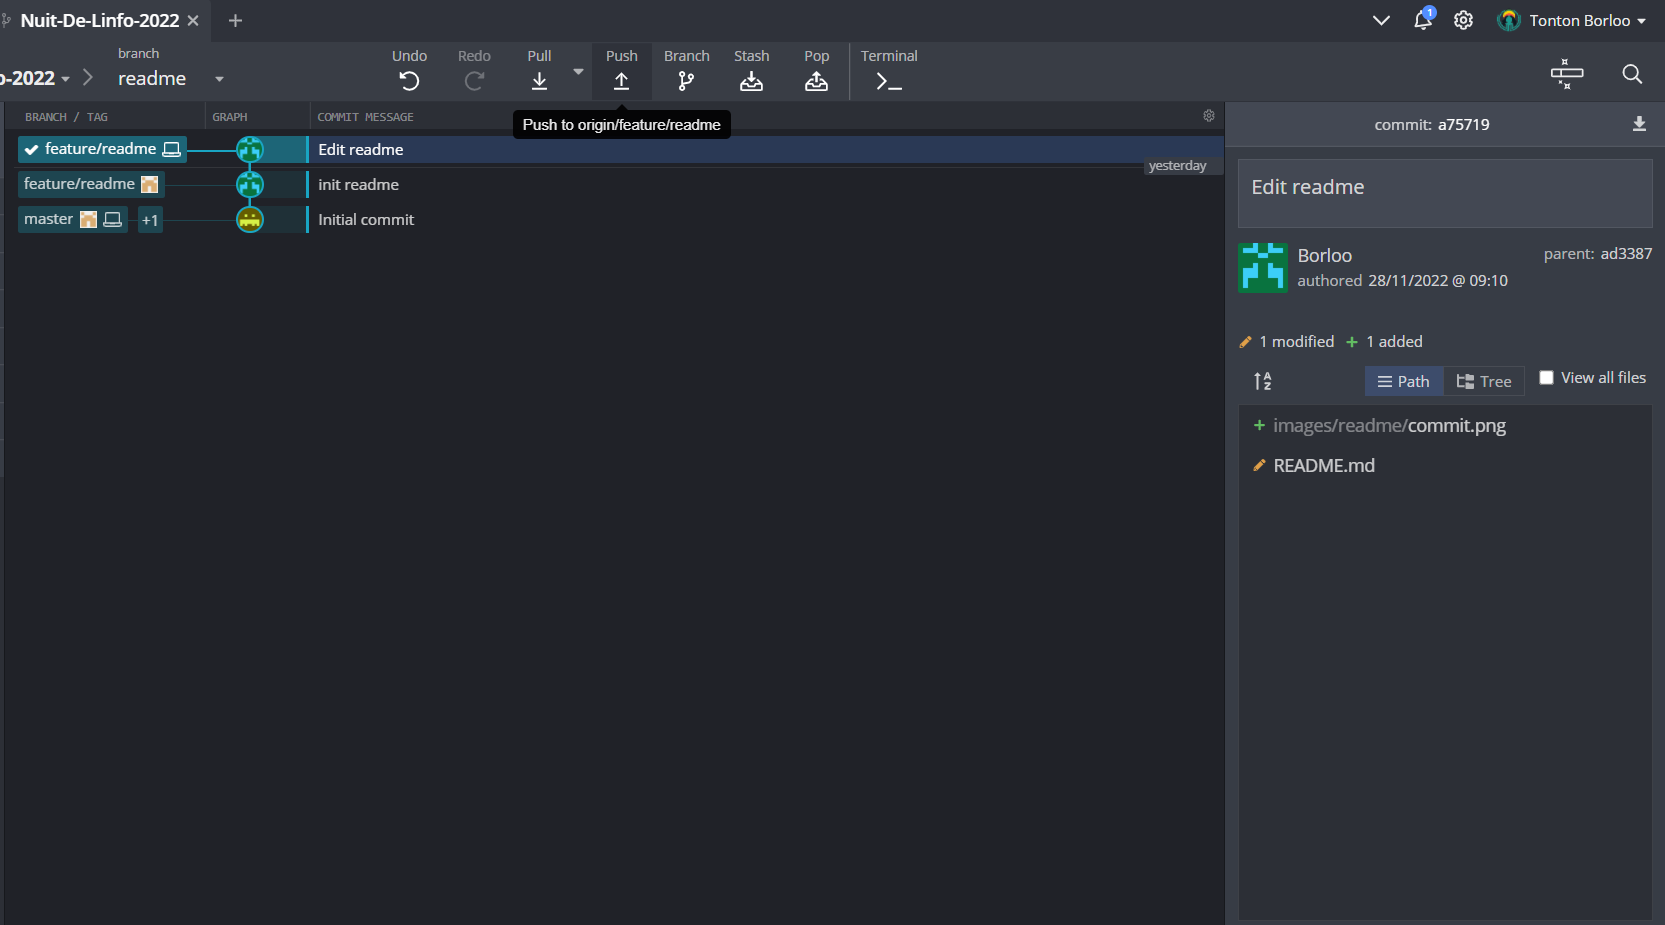 Nuit-De-Linfo-2022
1
Tonton Borloo
o-2022
branch
readme
Undo
Redo
Pull
Push
Branch
Stash
Pop
Terminal
Push to origin/feature/readme
BRANCH / TAG
GRAPH
COMMIT MESSAGE
feature/readme
Edit readme
yesterday
feature/readme
init readme
master
+1
Initial commit
commit: a75719
Edit readme
Borloo
parent: ad3387
authored 28/11/2022 @ 09:10
1 modified + 1 added
Path
Tree
View all files
+ images/readme/commit.png
README.md